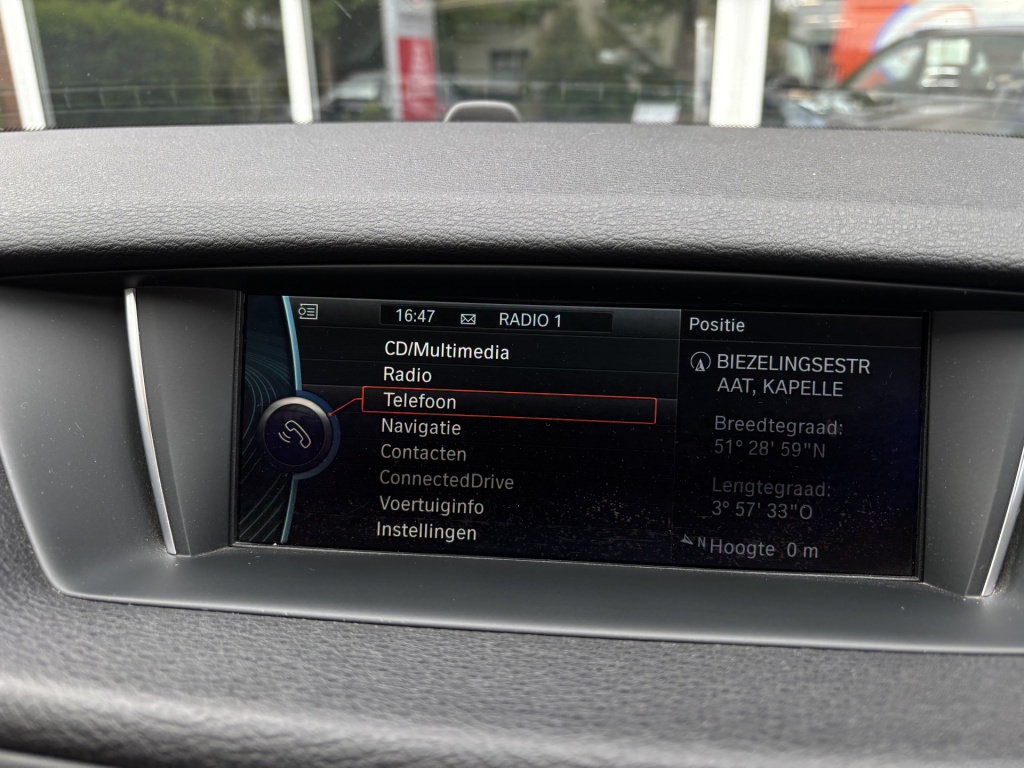 16:47 RADIO 1
CD/Multimedia
Radio
Telefoon
Navigatie
Contacten
ConnectedDrive
Voertuiginfo
Instellingen
Positie
BIEZELINGSESTR
AAT, KAPELLE
Breedtegraad:
51° 28' 59"N
Lengtegraad:
3° 57' 33"O
N Hoogte 0 m